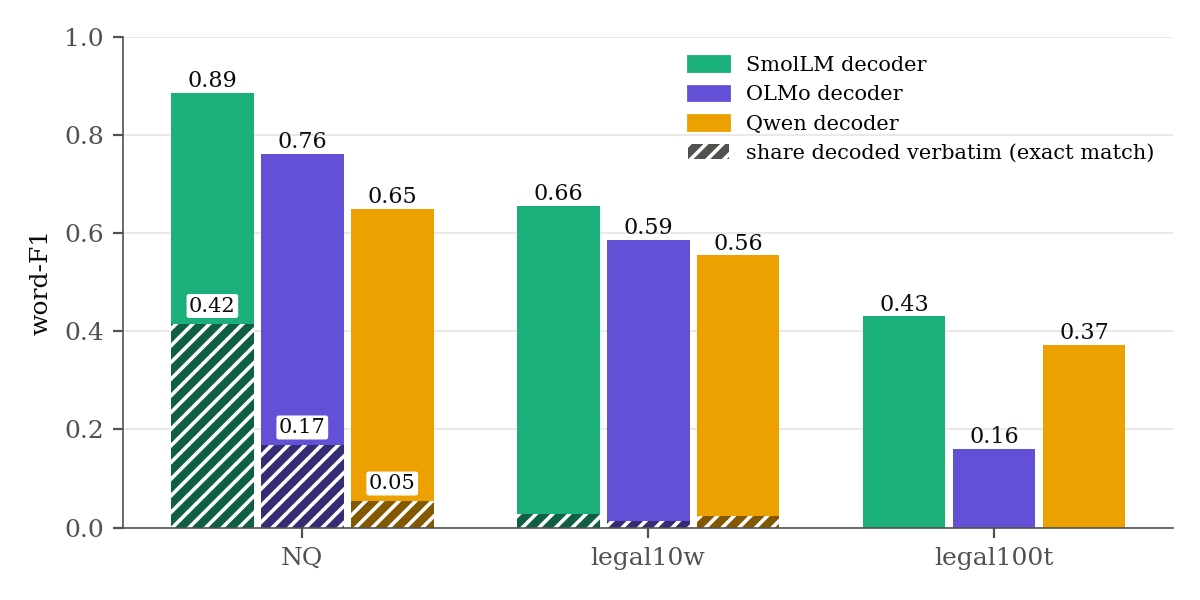 1.0
0.8
0.6
0.4
0.2
0.0
word-F1
SmolLM decoder
OLMo decoder
Qwen decoder
share decoded verbatim (exact match)
0.89
0.76
0.65
0.42
0.17
0.05
0.66
0.59
0.56
0.43
0.16
0.37
NQ
legal10w
legal100t